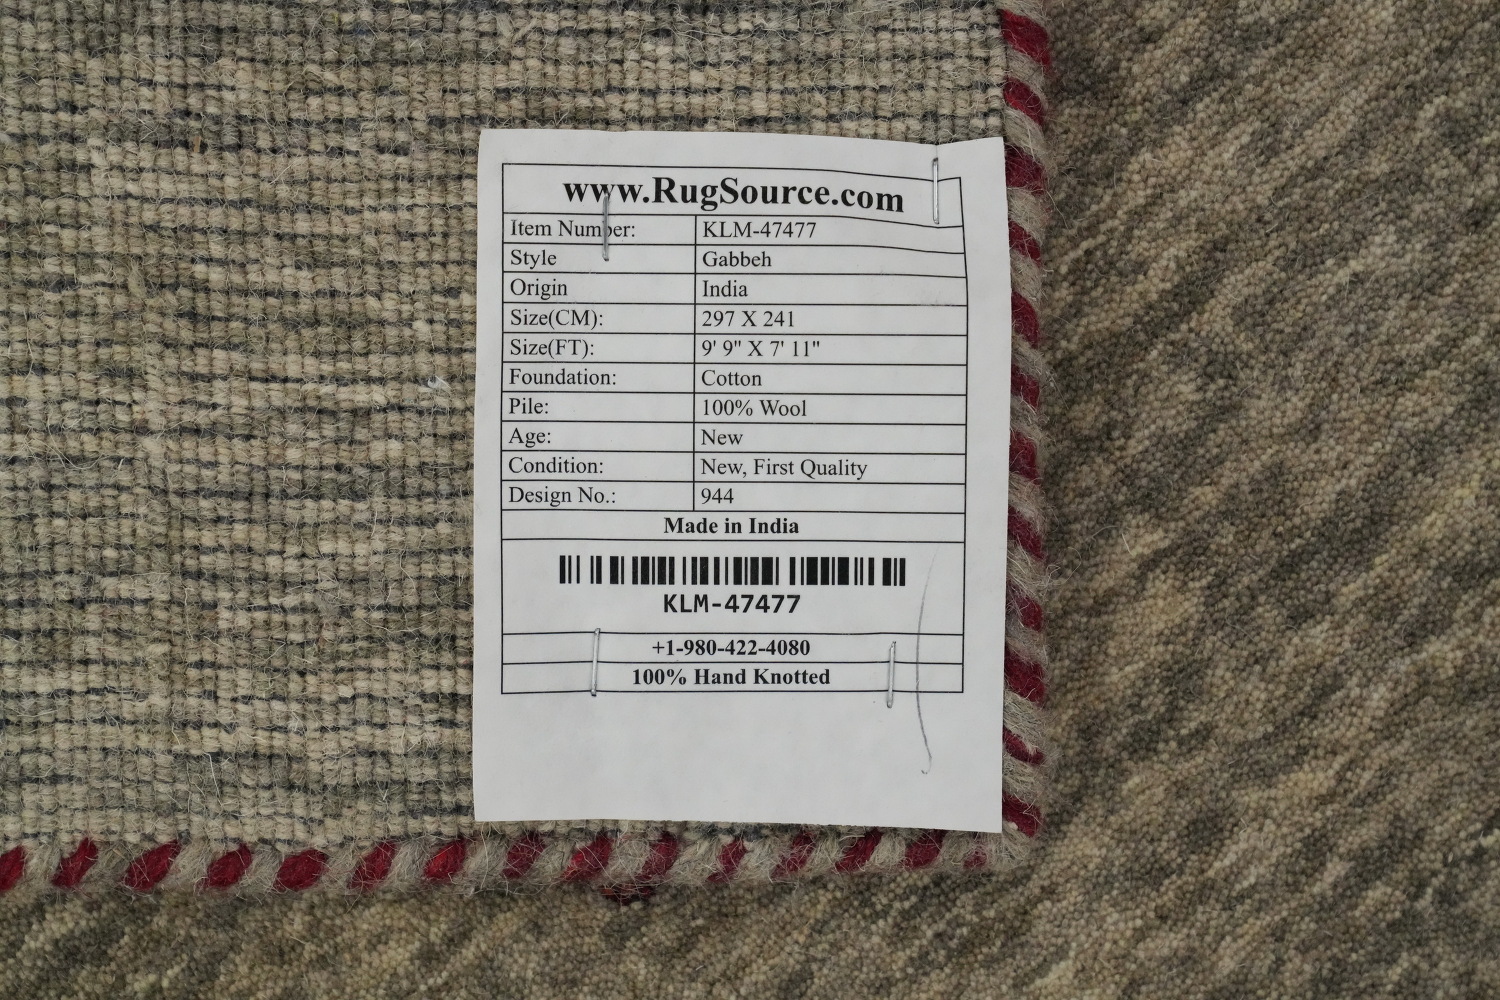 www.RugSource.com
Item Number: KLM-47477
Style Gabbeh
Origin India
Size(CM): 297 X 241
Size(FT): 9' 9" X 7' 11"
Foundation: Cotton
Pile: 100% Wool
Age: New
Condition: New, First Quality
Design No.: 944
Made in India
KLM-47477
+1-980-422-4080
100% Hand Knotted